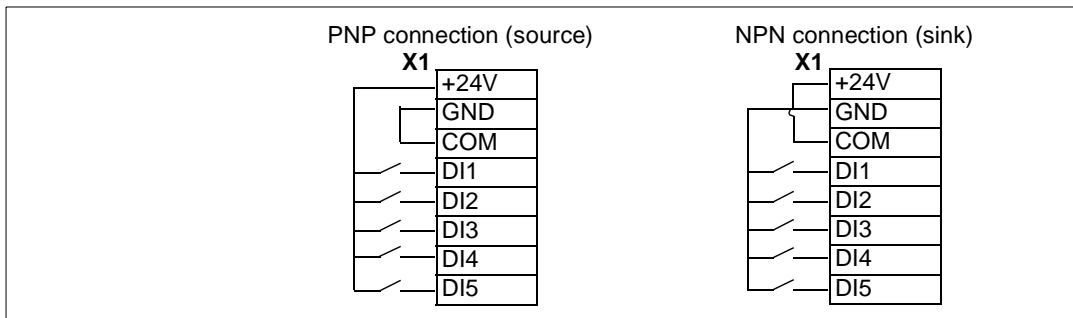 PNP connection (source)
X1
+24V
GND
COM
DI1
DI2
DI3
DI4
DI5
NPN connection (sink)
X1
+24V
GND
COM
DI1
DI2
DI3
DI4
DI5